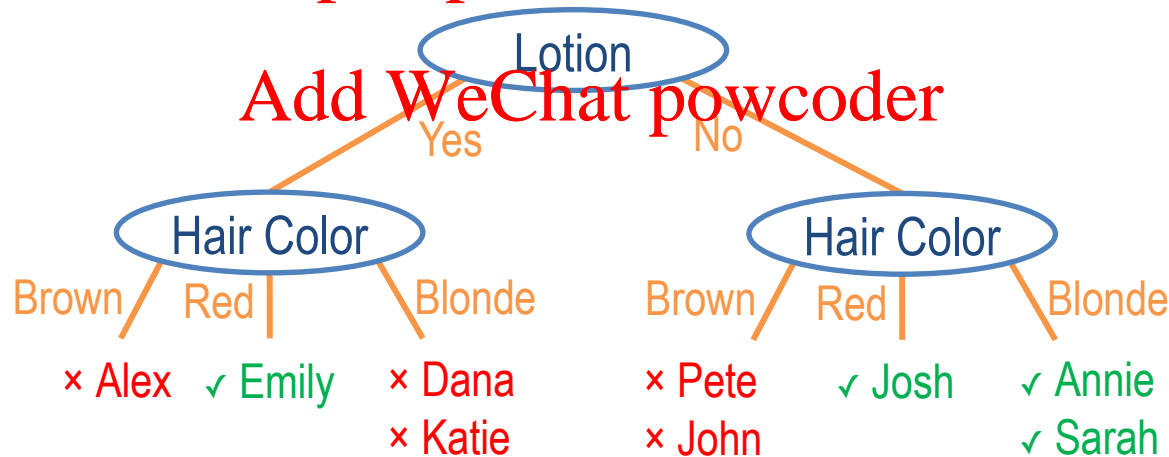 Lotion
Add WeChat powcoder
Yes No
Hair Color Hair Color
Brown Red Blonde Brown Red Blonde
× Alex ✓ Emily × Dana × Pete ✓ Josh ✓ Annie
× Katie × John ✓ Sarah